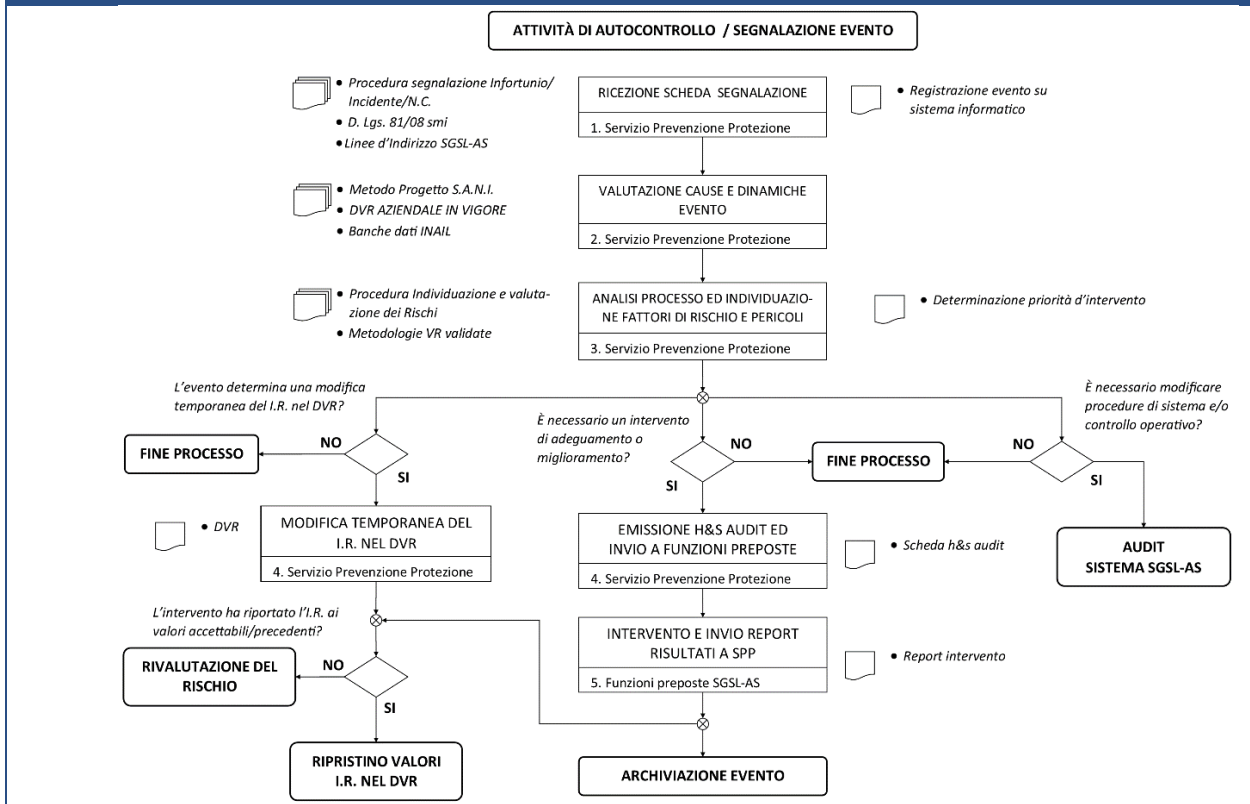 ATTIVITÀ DI AUTOCONTROLLO / SEGNALAZIONE EVENTO
• Procedura segnalazione Infortunio/
Incidente/N.C.
• D. Lgs. 81/08 smi
• Linee d'Indirizzo SGSL-AS
RICEZIONE SCHEDA SEGNALAZIONE
1. Servizio Prevenzione Protezione
• Registrazione evento su
sistema informatico
• Metodo Progetto S.A.N.I.
• DVR AZIENDALE IN VIGORE
• Banche dati INAIL
VALUTAZIONE CAUSE E DINAMICHE
EVENTO
2. Servizio Prevenzione Protezione
• Procedura Individuazione e valuta-
zione dei Rischi
• Metodologie VR validate
ANALISI PROCESSO ED INDIVIDUAZIO-
NE FATTORI DI RISCHIO E PERICOLI
3. Servizio Prevenzione Protezione
• Determinazione priorità d'intervento
L'evento determina una modifica
temporanea del I.R. nel DVR?
È necessario un intervento
di adeguamento o
miglioramento?
È necessario modificare
procedure di sistema e/o
controllo operativo?
FINE PROCESSO
NO
SI
NO
SI
FINE PROCESSO
NO
SI
• DVR
MODIFICA TEMPORANEA DEL
I.R. NEL DVR
4. Servizio Prevenzione Protezione
EMISSIONE H&S AUDIT ED
INVIO A FUNZIONI PREPOSTE
4. Servizio Prevenzione Protezione
• Scheda h&s audit
AUDIT
SISTEMA SGSL-AS
L'intervento ha riportato l'I.R. ai
valori accettabili/precedenti?
RIVALUTAZIONE DEL
RISCHIO
NO
SI
INTERVENTO E INVIO REPORT
RISULTATI A SPP
5. Funzioni preposte SGSL-AS
• Report intervento
RIPRISTINO VALORI
I.R. NEL DVR
ARCHIVIAZIONE EVENTO